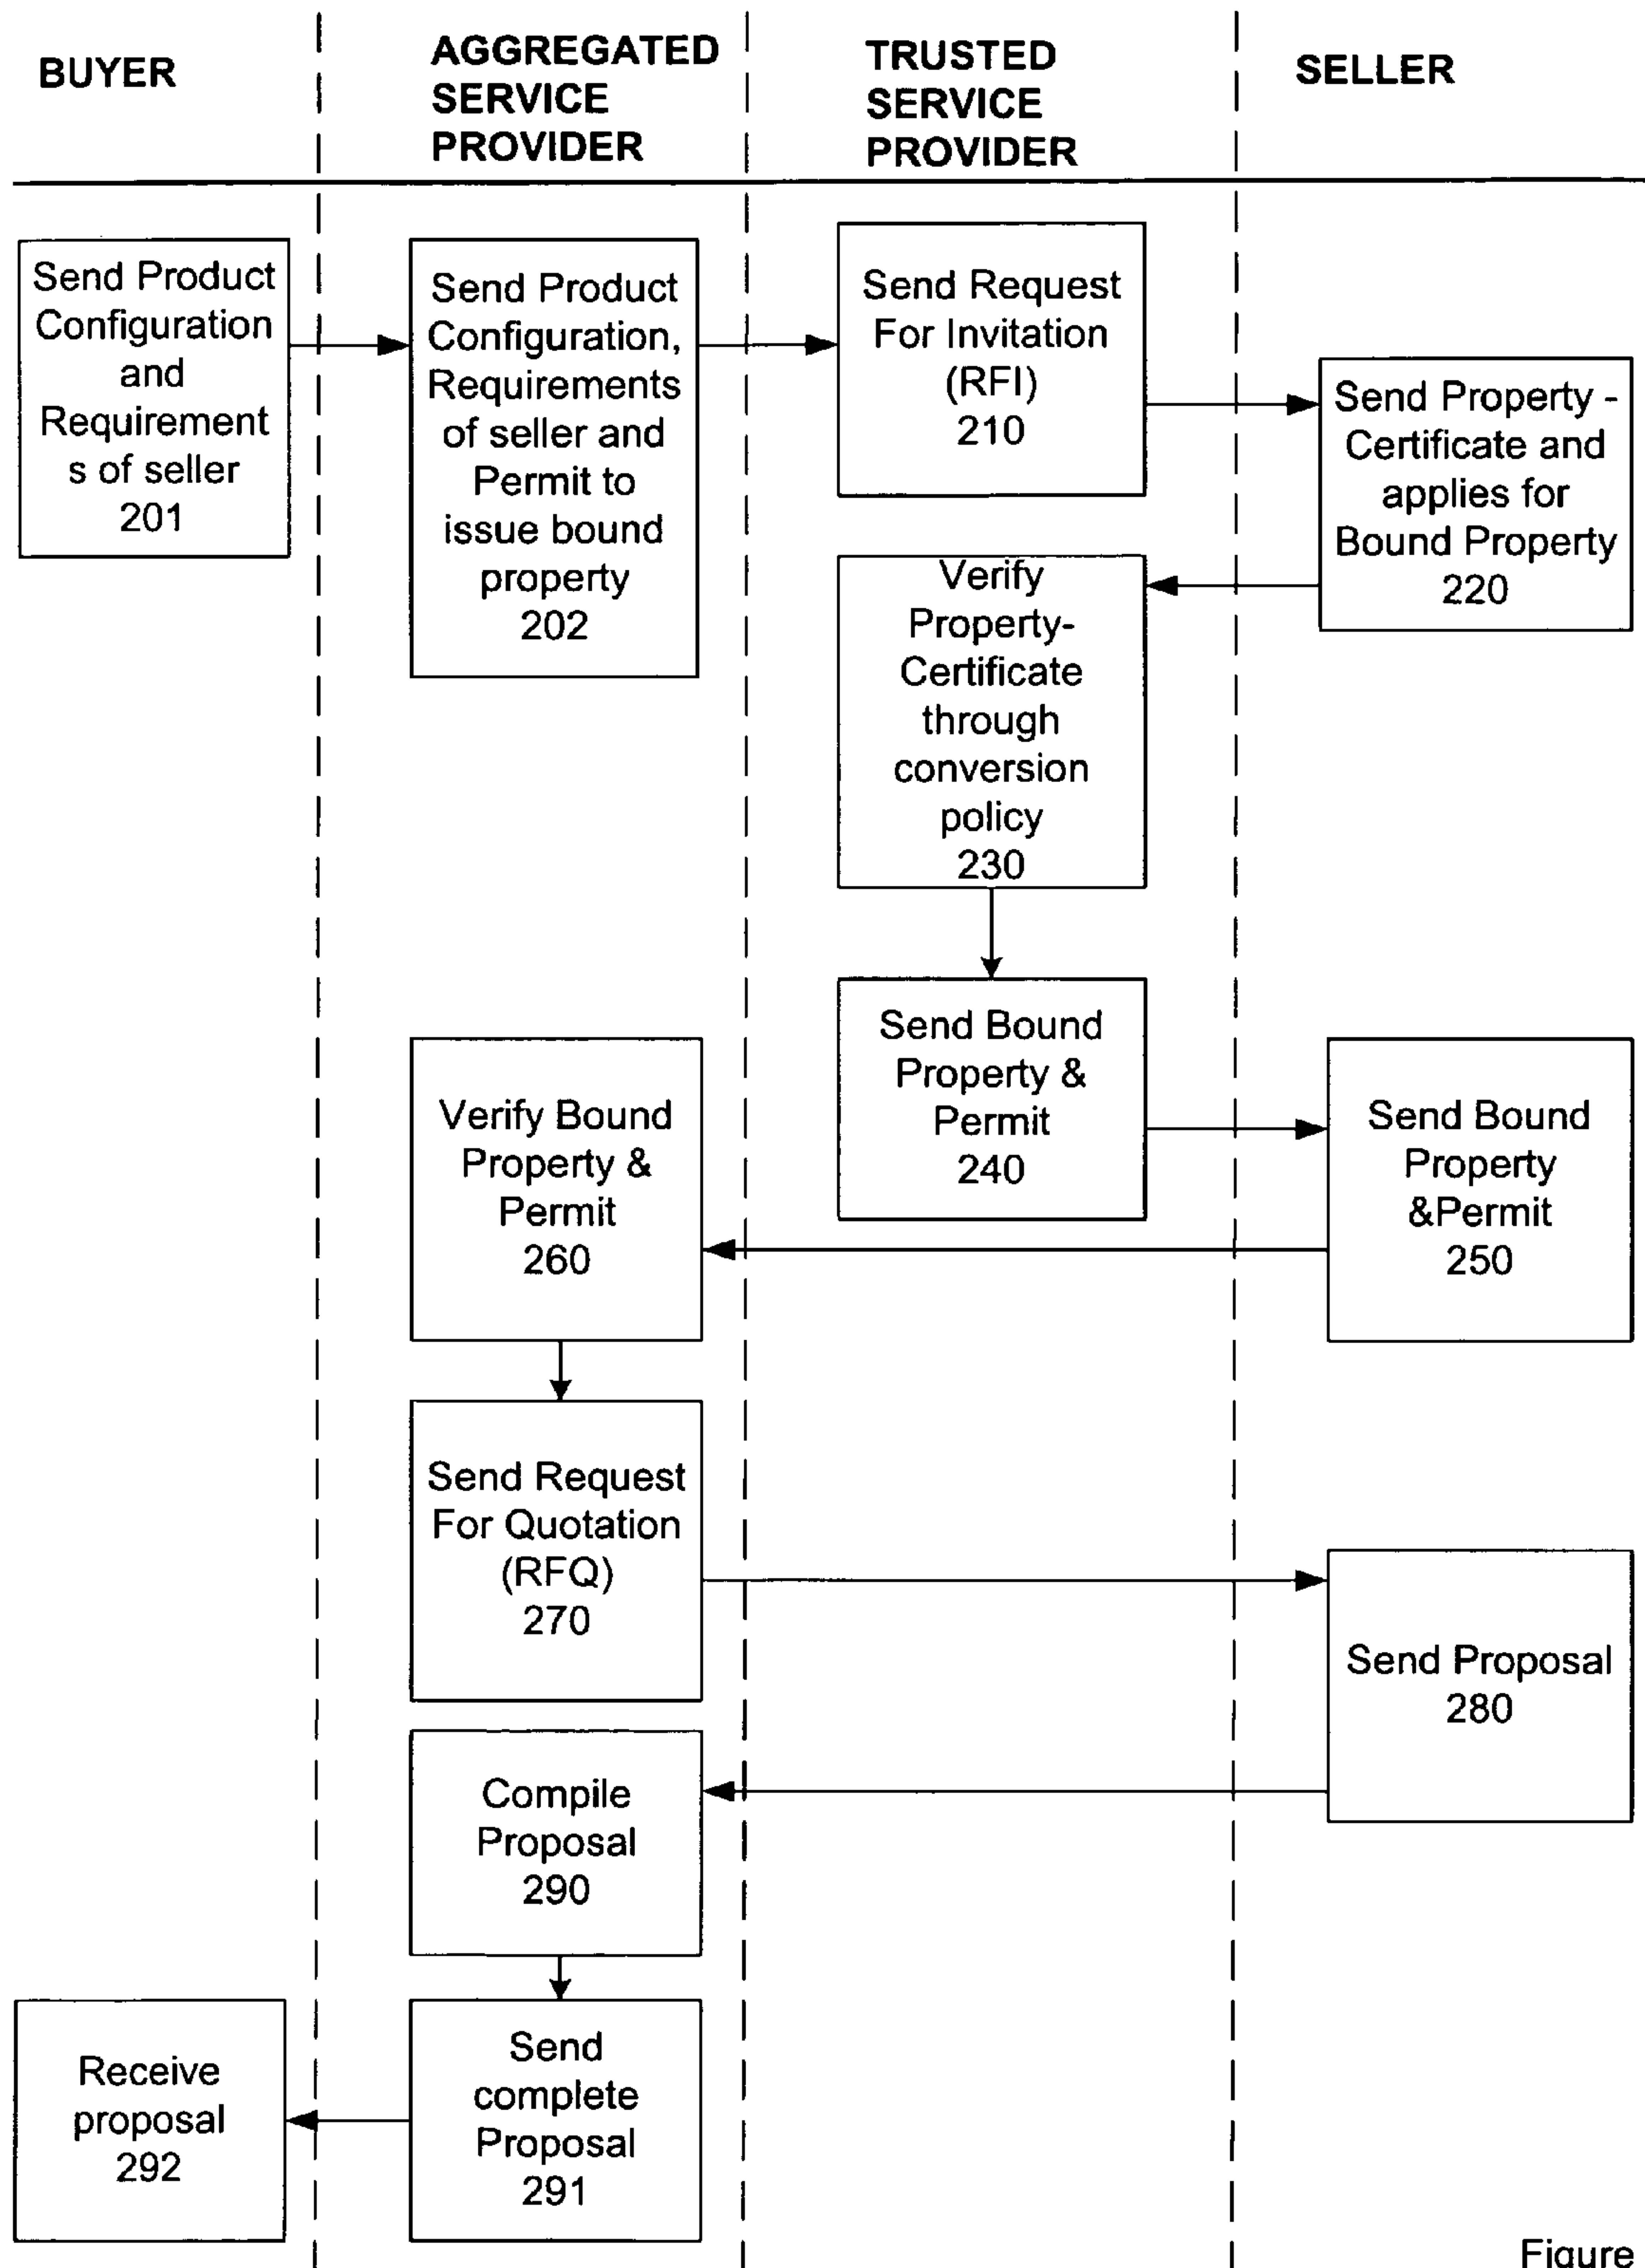 BUYER
AGGREGATED
SERVICE
PROVIDER
TRUSTED
SERVICE
PROVIDER
SELLER
Send Product
Configuration
and
Requirement
s of seller
201
Send Product
Configuration,
Requirements
of seller and
Permit to
issue bound
property
202
Send Request
For Invitation
(RFI)
210
Send Property -
Certificate and
applies for
Bound Property
220
Verify
Property-
Certificate
through
conversion
policy
230
Send Bound
Property &
Permit
240
Send Bound
Property
&Permit
250
Verify Bound
Property &
Permit
260
Send Request
For Quotation
(RFQ)
270
Send Proposal
280
Compile
Proposal
290
Send
complete
Proposal
291
Receive
proposal
292
Figure